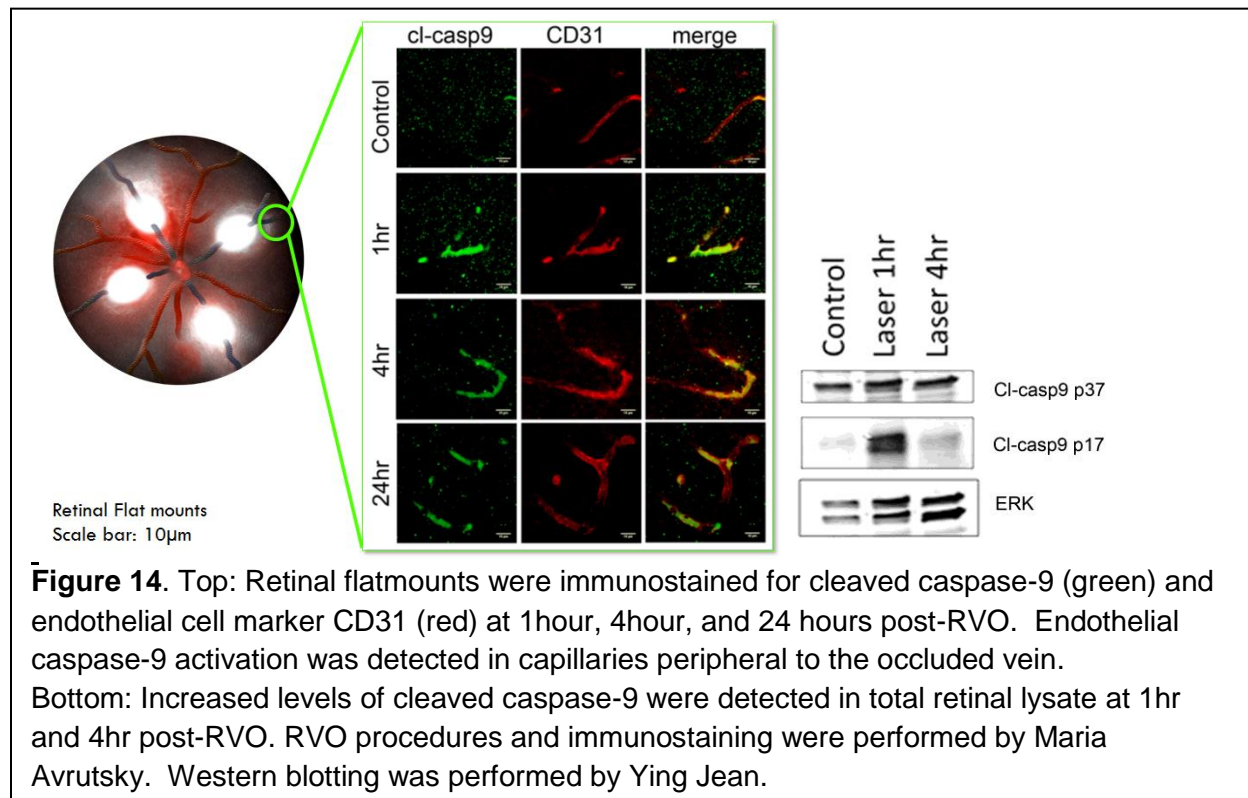 cl-casp9 CD31 merge
Control
1hr
4hr
24hr
Retinal Flat mounts
Scale bar: 10µm
Control
Laser 1hr
Laser 4hr
Cl-casp9 p37
Cl-casp9 p17
ERK
Figure 14. Top: Retinal flatmounts were immunostained for cleaved caspase-9 (green) and
endothelial cell marker CD31 (red) at 1hour, 4hour, and 24 hours post-RVO. Endothelial
caspase-9 activation was detected in capillaries peripheral to the occluded vein.
Bottom: Increased levels of cleaved caspase-9 were detected in total retinal lysate at 1hr
and 4hr post-RVO. RVO procedures and immunostaining were performed by Maria
Avrutsky. Western blotting was performed by Ying Jean.